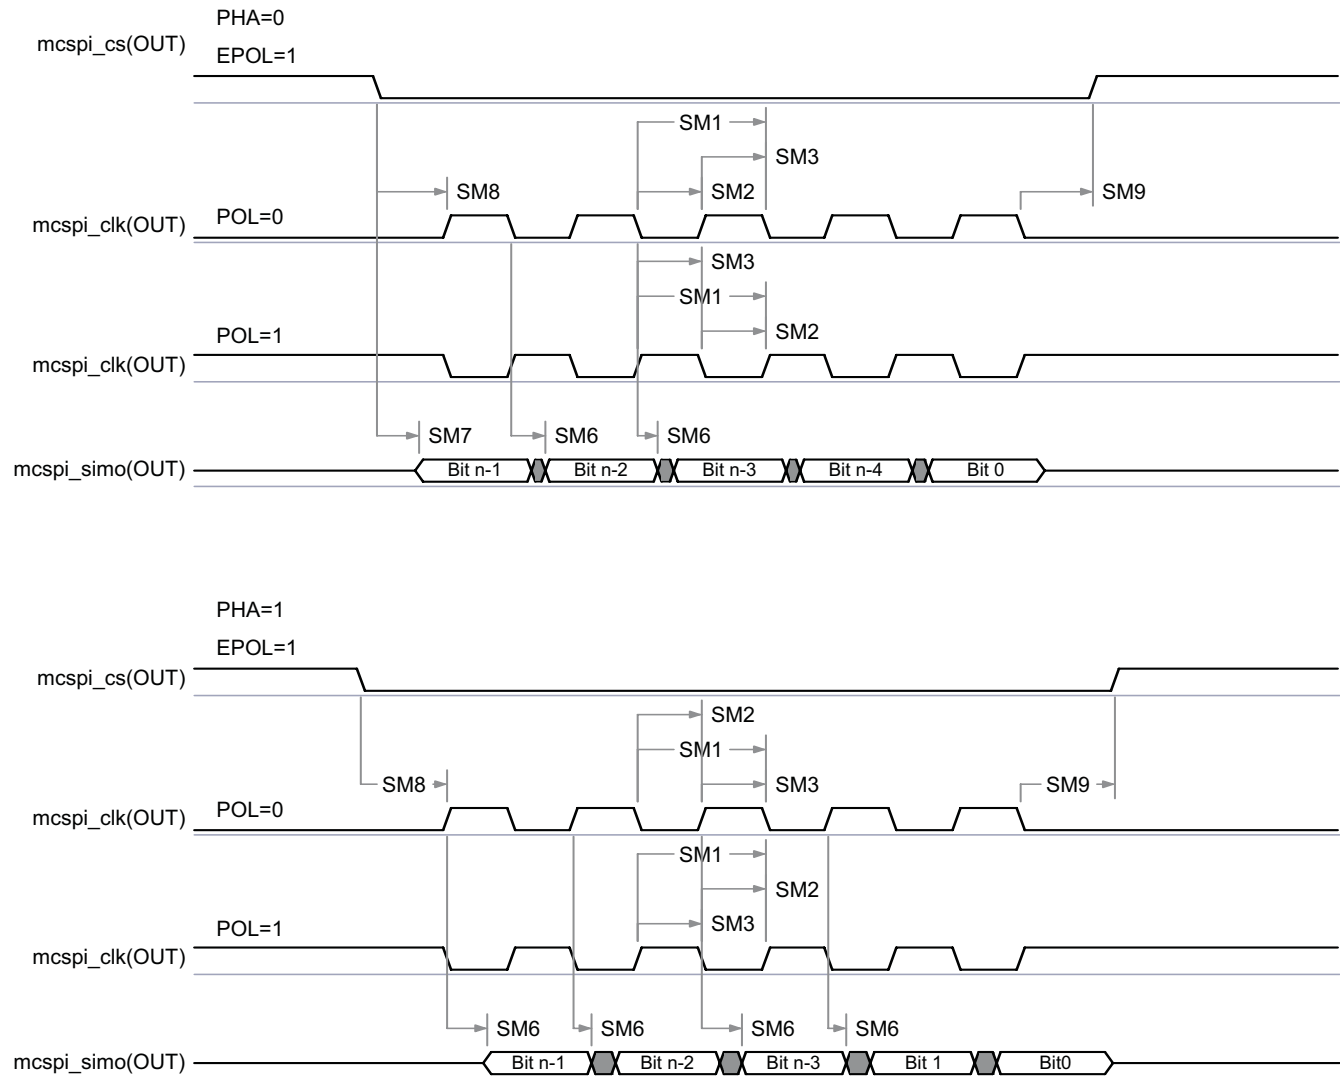 PHA=0
mcspi_cs(OUT)
EPOL=1
SM1
SM3
SM8
SM2
SM9
mcspi_clk(OUT)
POL=0
SM3
SM1
SM2
POL=1
mcspi_clk(OUT)
SM7
SM6
SM6
mcspi_simo(OUT)
Bit n-1
Bit n-2
Bit n-3
Bit n-4
Bit 0
PHA=1
EPOL=1
mcspi_cs(OUT)
SM2
SM1
SM8
SM3
SM9
mcspi_clk(OUT)
POL=0
SM1
SM2
SM3
POL=1
mcspi_clk(OUT)
SM6
SM6
SM6
SM6
mcspi_simo(OUT)
Bit n-1
Bit n-2
Bit n-3
Bit 1
Bit0